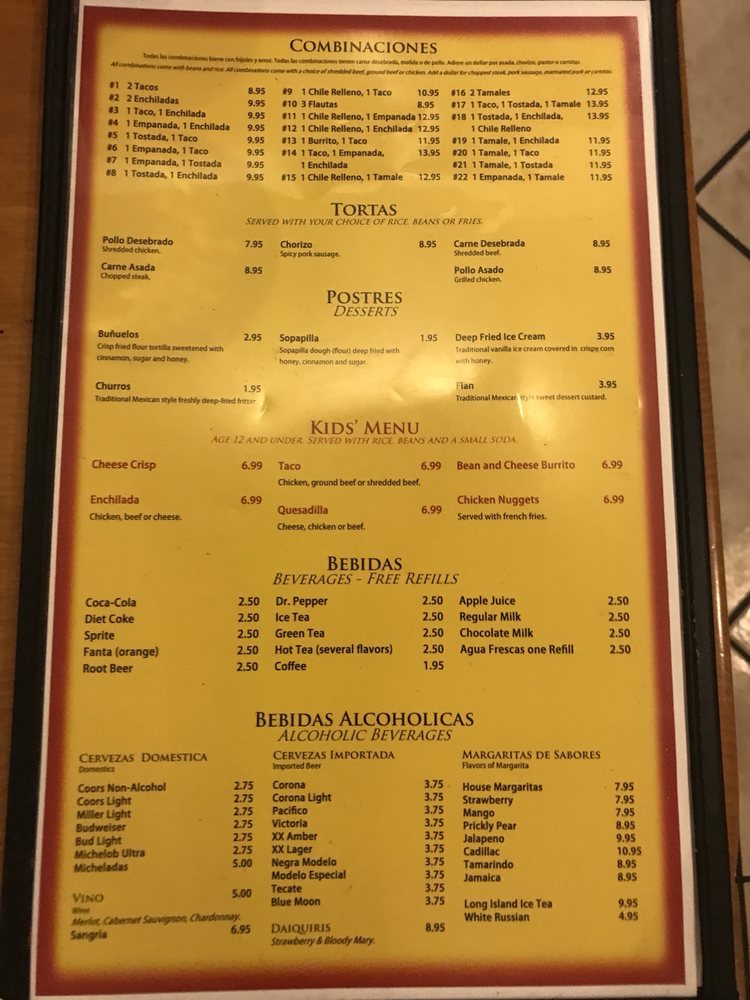 COMBINACIONES
Todas las combinaciones biene con frijoles y arroz. Todas las combinaciones tienen carne desebrada, molida o de pollo. Adiere un dollar por asada, chorizo, pastor o carnitas.
All combinations come with beans and rice. All combinations come with a choice of shredded beef, ground beef or chicken. Add a dollar for chopped steak, pork sausage, marinated pork or carnitas.
#1 2 Tacos 8.95
#2 2 Enchiladas 9.95
#3 1 Taco, 1 Enchilada 9.95
#4 1 Empanada, 1 Enchilada 9.95
#5 1 Tostada, 1 Taco 9.95
#6 1 Empanada, 1 Taco 9.95
#7 1 Empanada, 1 Tostada 9.95
#8 1 Tostada, 1 Enchilada 9.95
#9 1 Chile Relleno, 1 Taco 10.95
#10 3 Flautas 8.95
#11 1 Chile Relleno, 1 Empanada 12.95
#12 1 Chile Relleno, 1 Enchilada 12.95
#13 1 Burrito, 1 Taco 11.95
#14 1 Taco, 1 Empanada, 13.95
1 Enchilada
#15 1 Chile Relleno, 1 Tamale 12.95
#16 2 Tamales 12.95
#17 1 Taco, 1 Tostada, 1 Tamale 13.95
#18 1 Tostada, 1 Enchilada, 13.95
1 Chile Relleno
#19 1 Tamale, 1 Enchilada 11.95
#20 1 Tamale, 1 Taco 11.95
#21 1 Tamale, 1 Tostada 11.95
#22 1 Empanada, 1 Tamale 11.95
TORTAS
SERVED WITH YOUR CHOICE OF RICE, BEANS OR FRIES.
Pollo Desebrado 7.95
Shredded chicken.
Carne Asada 8.95
Chopped steak.
Chorizo 8.95
Spicy pork sausage.
Carne Desebrada 8.95
Shredded beef.
Pollo Asado 8.95
Grilled chicken.
POSTRES
DESSERTS
Buñuelos 2.95
Crisp fried flour tortilla sweetened with
cinnamon, sugar and honey.
Churros 1.95
Traditional Mexican style freshly deep-fried fritter
Sopapilla 1.95
Sopapilla dough (flour) deep fried with
honey, cinnamon and sugar.
Deep Fried Ice Cream 3.95
Traditional vanilla ice cream covered in crispy corn
with honey.
Flan 3.95
Traditional Mexican style sweet dessert custard.
KIDS' MENU
AGE 12 AND UNDER. SERVED WITH RICE, BEANS AND A SMALL SODA.
Cheese Crisp 6.99
Enchilada 6.99
Chicken, beef or cheese.
Taco 6.99
Chicken, ground beef or shredded beef.
Quesadilla 6.99
Cheese, chicken or beef.
Bean and Cheese Burrito 6.99
Chicken Nuggets 6.99
Served with french fries.
BEBIDAS
BEVERAGES - FREE REFILLS
Coca-Cola 2.50
Diet Coke 2.50
Sprite 2.50
Fanta (orange) 2.50
Root Beer 2.50
Dr. Pepper 2.50
Ice Tea 2.50
Green Tea 2.50
Hot Tea (several flavors) 2.50
Coffee 1.95
Apple Juice 2.50
Regular Milk 2.50
Chocolate Milk 2.50
Agua Frescas one Refill 2.50
BEBIDAS ALCOHOLICAS
ALCOHOLIC BEVERAGES
CERVEZAS DOMESTICA
Domestics
Coors Non-Alcohol 2.75
Coors Light 2.75
Miller Light 2.75
Budweiser 2.75
Bud Light 2.75
Michelob Ultra 2.75
Micheladas 5.00
VINO 5.00
Wine
Merlot, Cabernet Sauvignon, Chardonnay.
Sangria 6.95
CERVEZAS IMPORTADA
Imported Beer
Corona 3.75
Corona Light 3.75
Pacifico 3.75
Victoria 3.75
XX Amber 3.75
XX Lager 3.75
Negra Modelo 3.75
Modelo Especial 3.75
Tecate 3.75
Blue Moon 3.75
DAIQUIRIS 8.95
Strawberry & Bloody Mary.
MARGARITAS DE SABORES
Flavors of Margarita
House Margaritas 7.95
Strawberry 7.95
Mango 7.95
Prickly Pear 8.95
Jalapeno 9.95
Cadillac 10.95
Tamarindo 8.95
Jamaica 8.95
Long Island Ice Tea 9.95
White Russian 4.95